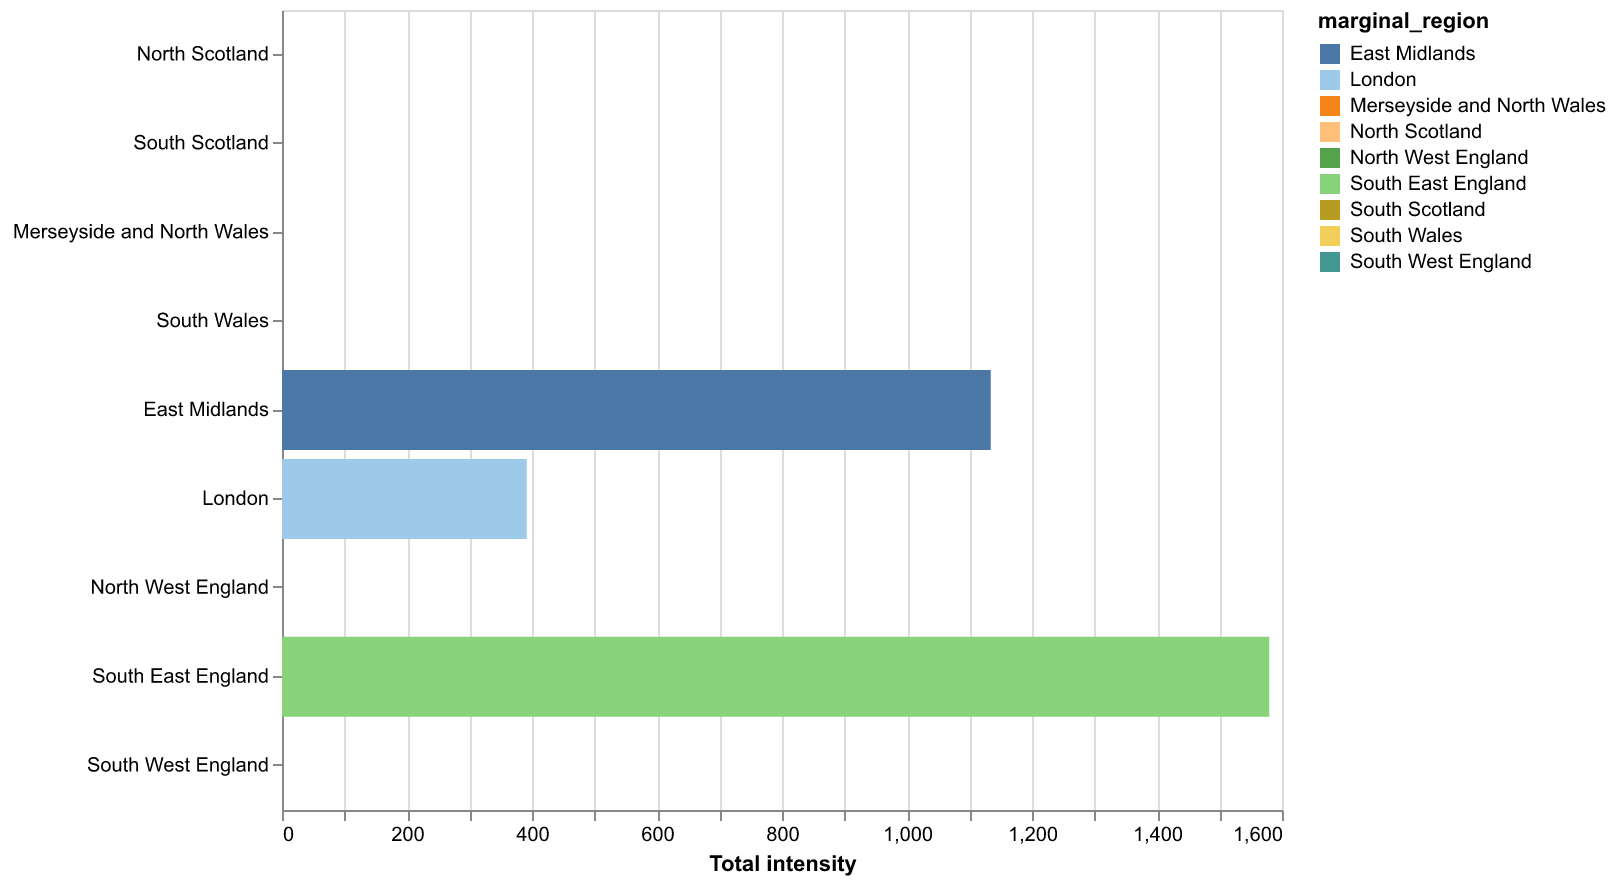 North Scotland
South Scotland
Merseyside and North Wales
South Wales
East Midlands
London
North West England
South East England
South West England
0 200 400 600 800 1,000 1,200 1,400 1,600
Total intensity
marginal_region
East Midlands
London
Merseyside and North Wales
North Scotland
North West England
South East England
South Scotland
South Wales
South West England